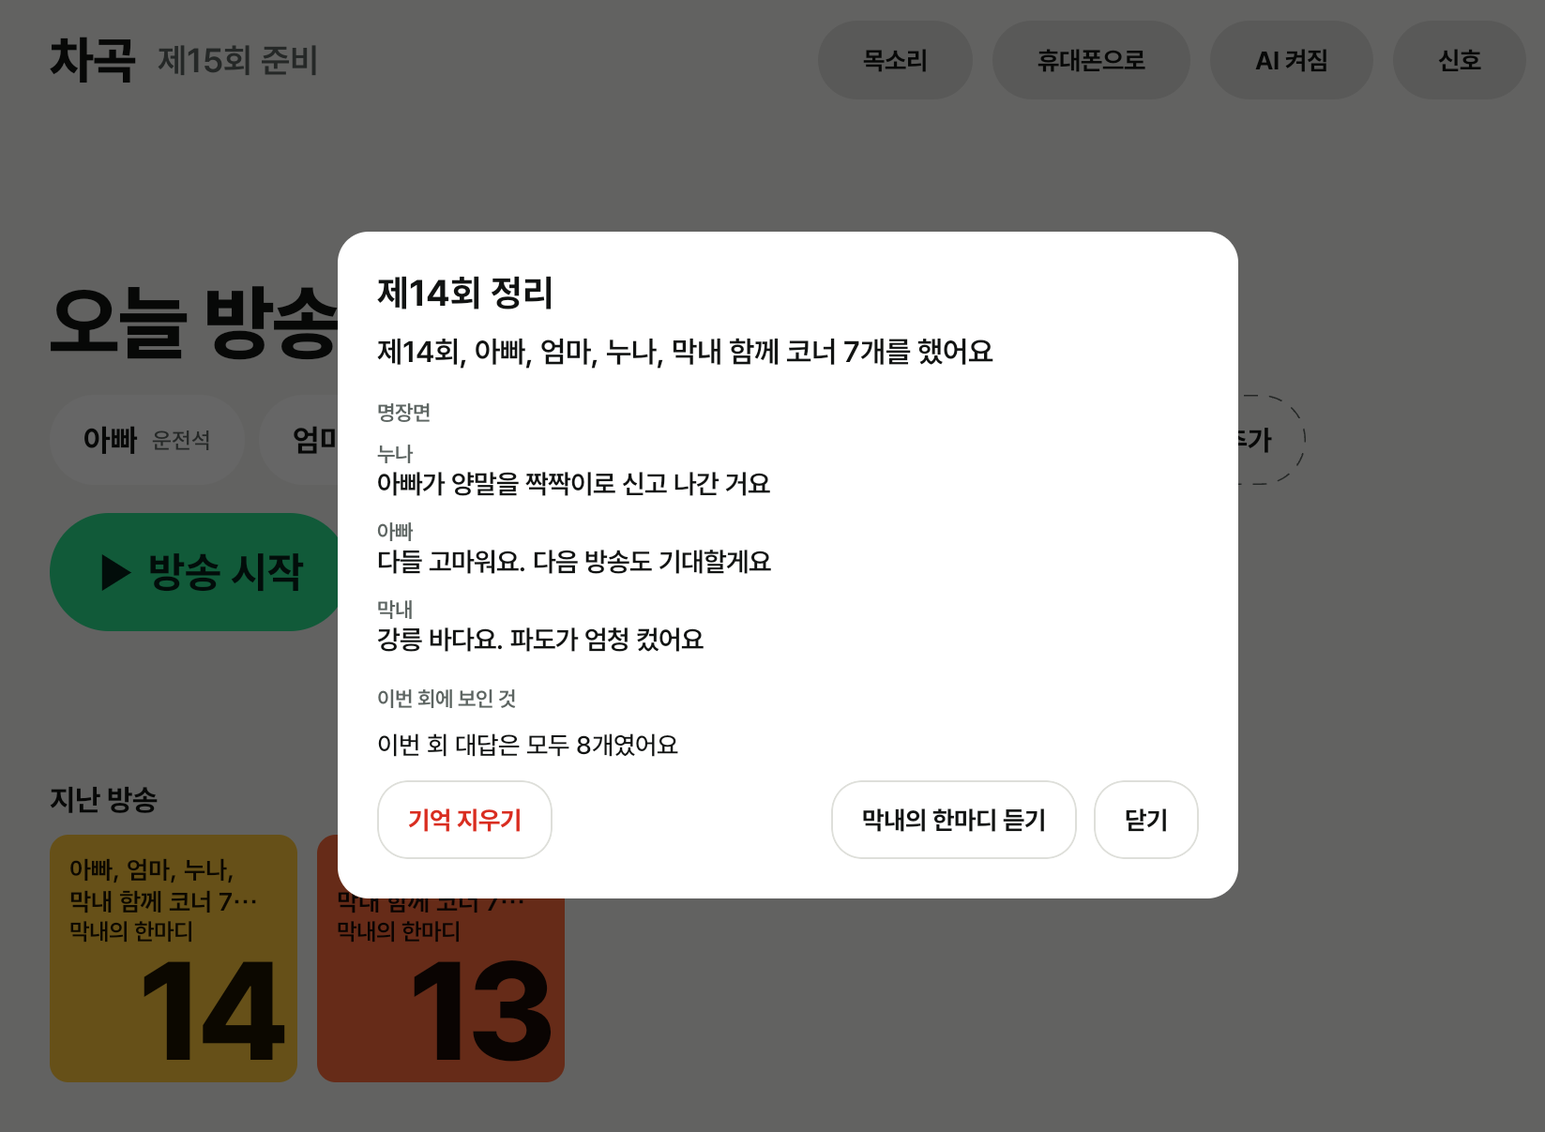 차곡 제15회 준비
목소리
휴대폰으로
AI 켜짐
신호
오늘 방송
아빠 운전석
▶ 방송 시작
제14회 정리
제14회, 아빠, 엄마, 누나, 막내 함께 코너 7개를 했어요
명장면
누나
아빠가 양말을 짝짝이로 신고 나간 거요
아빠
다들 고마워요. 다음 방송도 기대할게요
막내
강릉 바다요. 파도가 엄청 컸어요
이번 회에 보인 것
이번 회 대답은 모두 8개였어요
기억 지우기
막내의 한마디 듣기
닫기
지난 방송
아빠, 엄마, 누나,
막내 함께 코너 7…
막내의 한마디
14
막내 함께 코너 7…
막내의 한마디
13